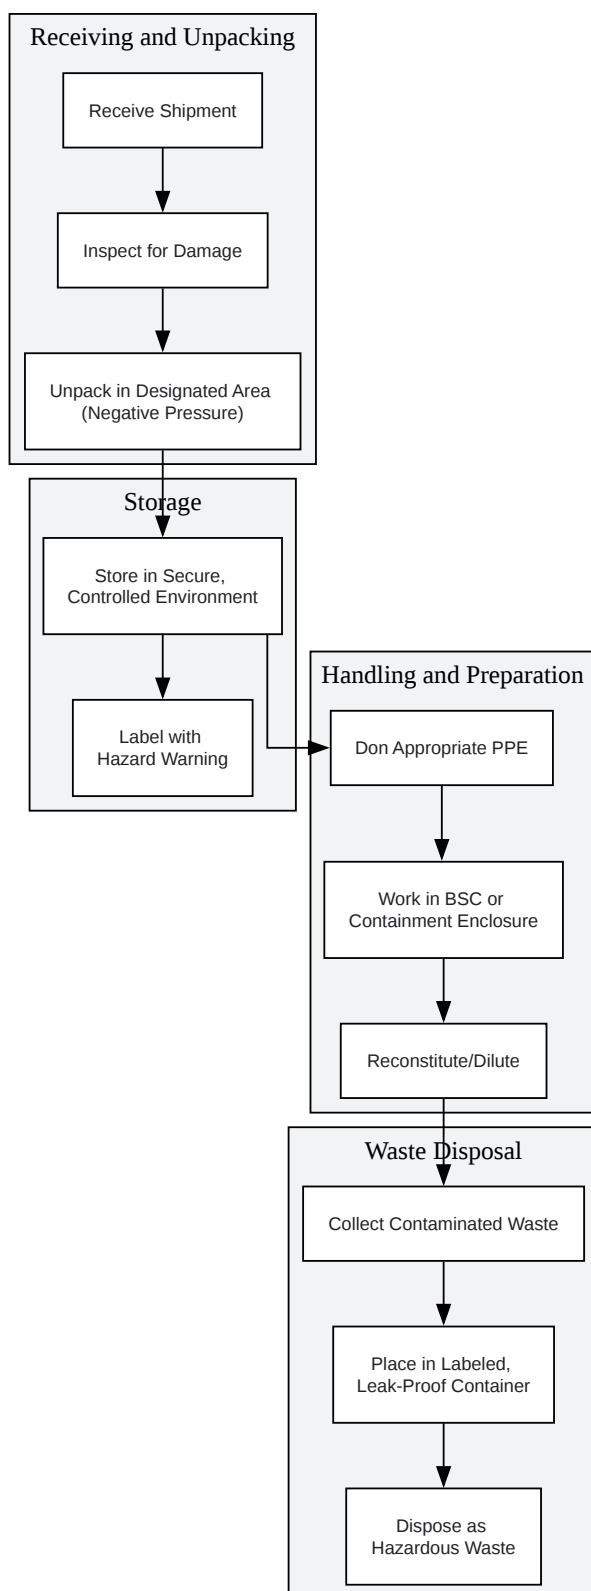 Receiving and Unpacking
Receive Shipment
Inspect for Damage
Unpack in Designated Area
(Negative Pressure)
Storage
Store in Secure,
Controlled Environment
Label with
Hazard Warning
Handling and Preparation
Don Appropriate PPE
Work in BSC or
Containment Enclosure
Reconstitute/Dilute
Waste Disposal
Collect Contaminated Waste
Place in Labeled,
Leak-Proof Container
Dispose as
Hazardous Waste